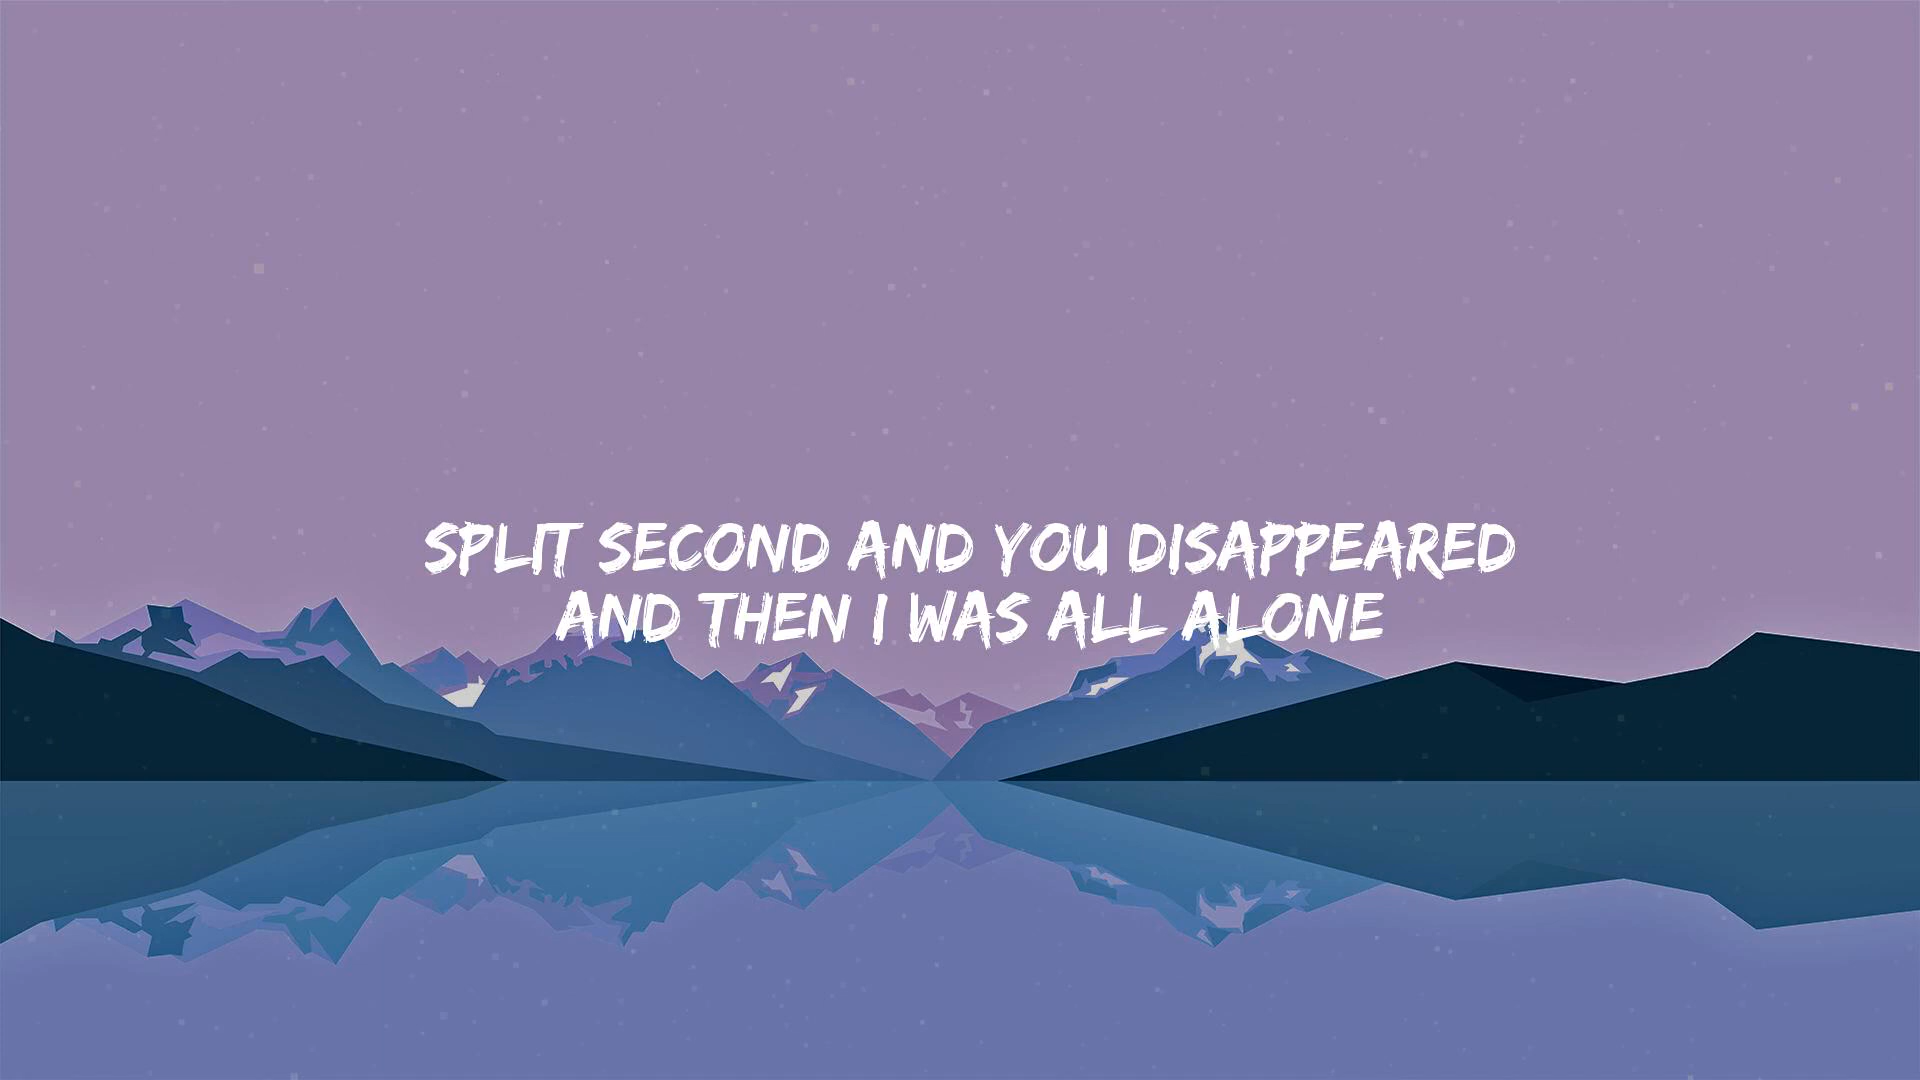 SPLIT SECOND AND YOU DISAPPEARED
AND THEN I WAS ALL ALONE